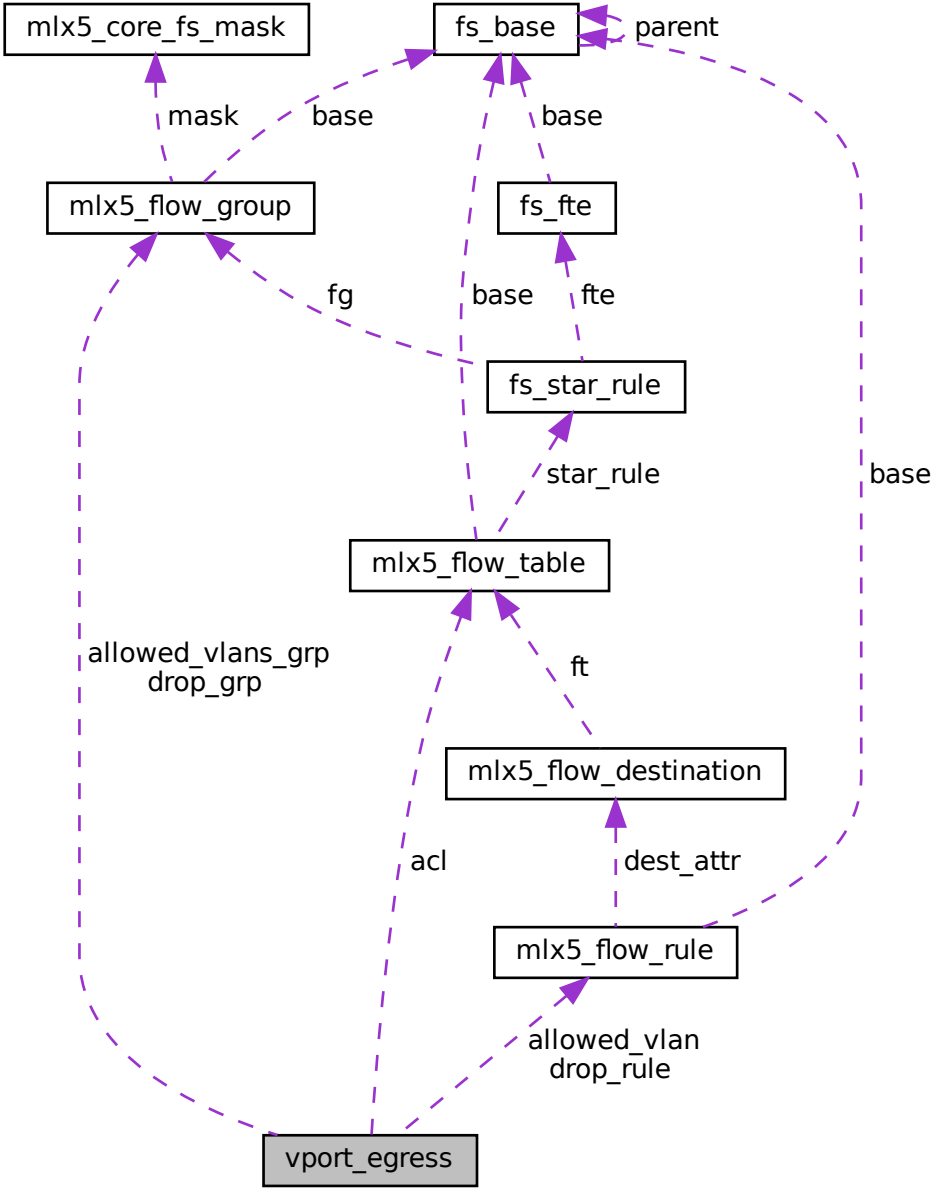 mlx5_core_fs_mask
fs_base
parent
mask
base
base
mlx5_flow_group
fs_fte
fg
base
fte
fs_star_rule
star_rule
base
mlx5_flow_table
allowed_vlans_grp
drop_grp
ft
mlx5_flow_destination
acl
dest_attr
mlx5_flow_rule
allowed_vlan
drop_rule
vport_egress